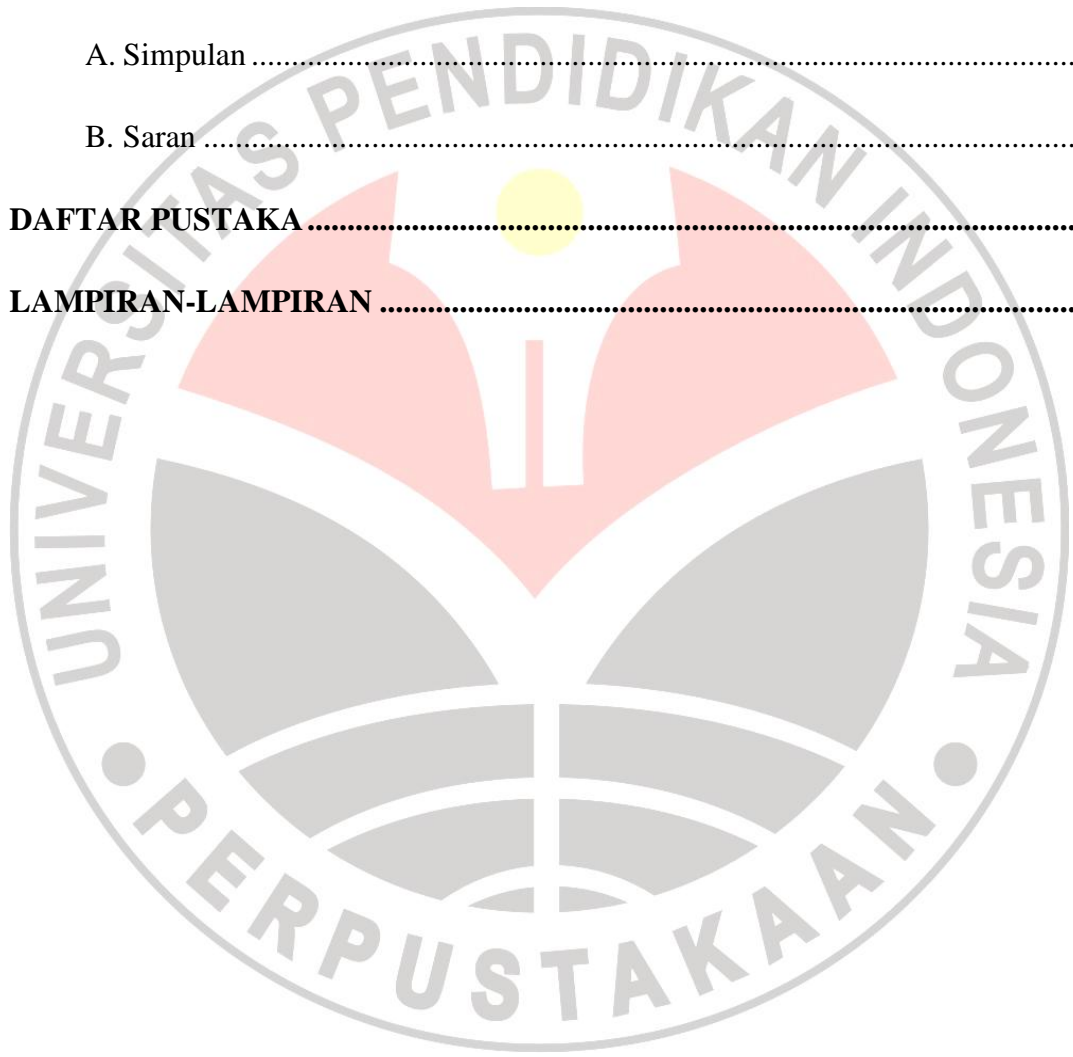 A. Simpulan ........................................................................................................
B. Saran ..............................................................................................................
DAFTAR PUSTAKA .........................................................................................
LAMPIRAN-LAMPIRAN ................................................................................
UNIVERSITAS PENDIDIKAN INDONESIA
PERPUSTAKAAN